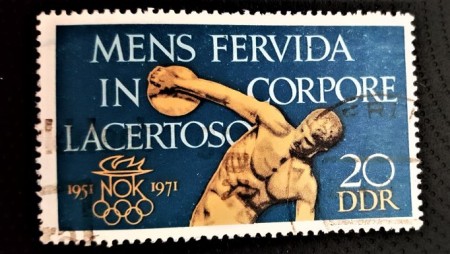 MENS FERVIDA
IN CORPORE
LACERTOSO
1951 NOK 1971
20
DDR